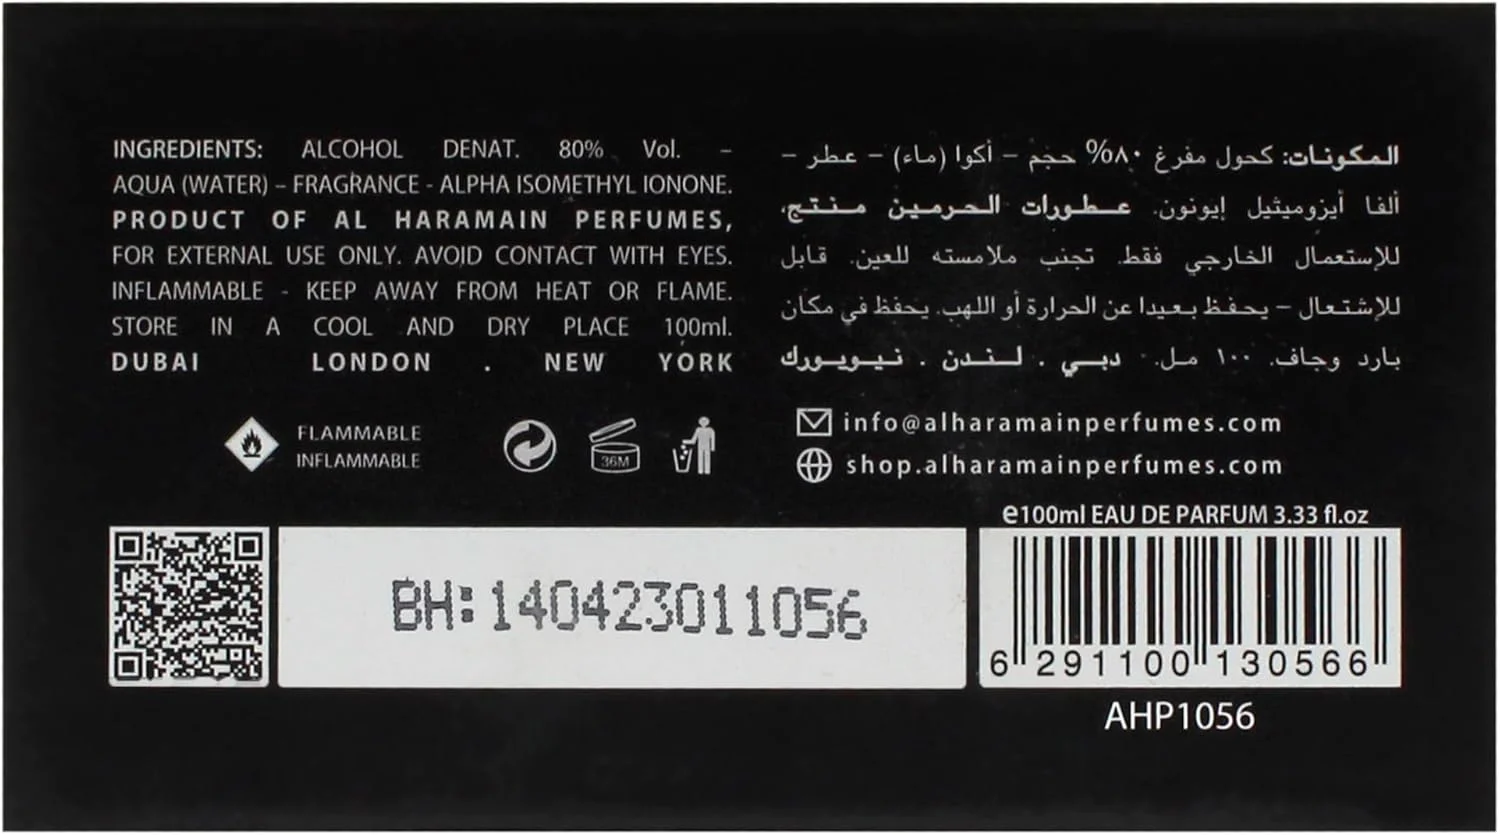 INGREDIENTS: ALCOHOL DENAT. 80% Vol. –
AQUA (WATER) – FRAGRANCE - ALPHA ISOMETHYL IONONE.
PRODUCT OF AL HARAMAIN PERFUMES,
FOR EXTERNAL USE ONLY. AVOID CONTACT WITH EYES.
INFLAMMABLE - KEEP AWAY FROM HEAT OR FLAME.
STORE IN A COOL AND DRY PLACE 100ml.
DUBAI LONDON . NEW YORK
المكونات: كحول مفرغ ٨٠% حجم – أكوا (ماء) – عطر –
ألفا أيزوميثيل إيونون. عطورات الحرمين منتج،
للإستعمال الخارجي فقط. تجنب ملامسته للعين. قابل
للإشتعال – يحفظ بعيدا عن الحرارة أو اللهب. يحفظ في مكان
بارد وجاف. ١٠٠ مل. دبي . لندن . نيويورك
FLAMMABLE
INFLAMMABLE
36M
info@alharamainperfumes.com
shop.alharamainperfumes.com
e100ml EAU DE PARFUM 3.33 fl.oz
BH:140423011056
6 291100 130566
AHP1056